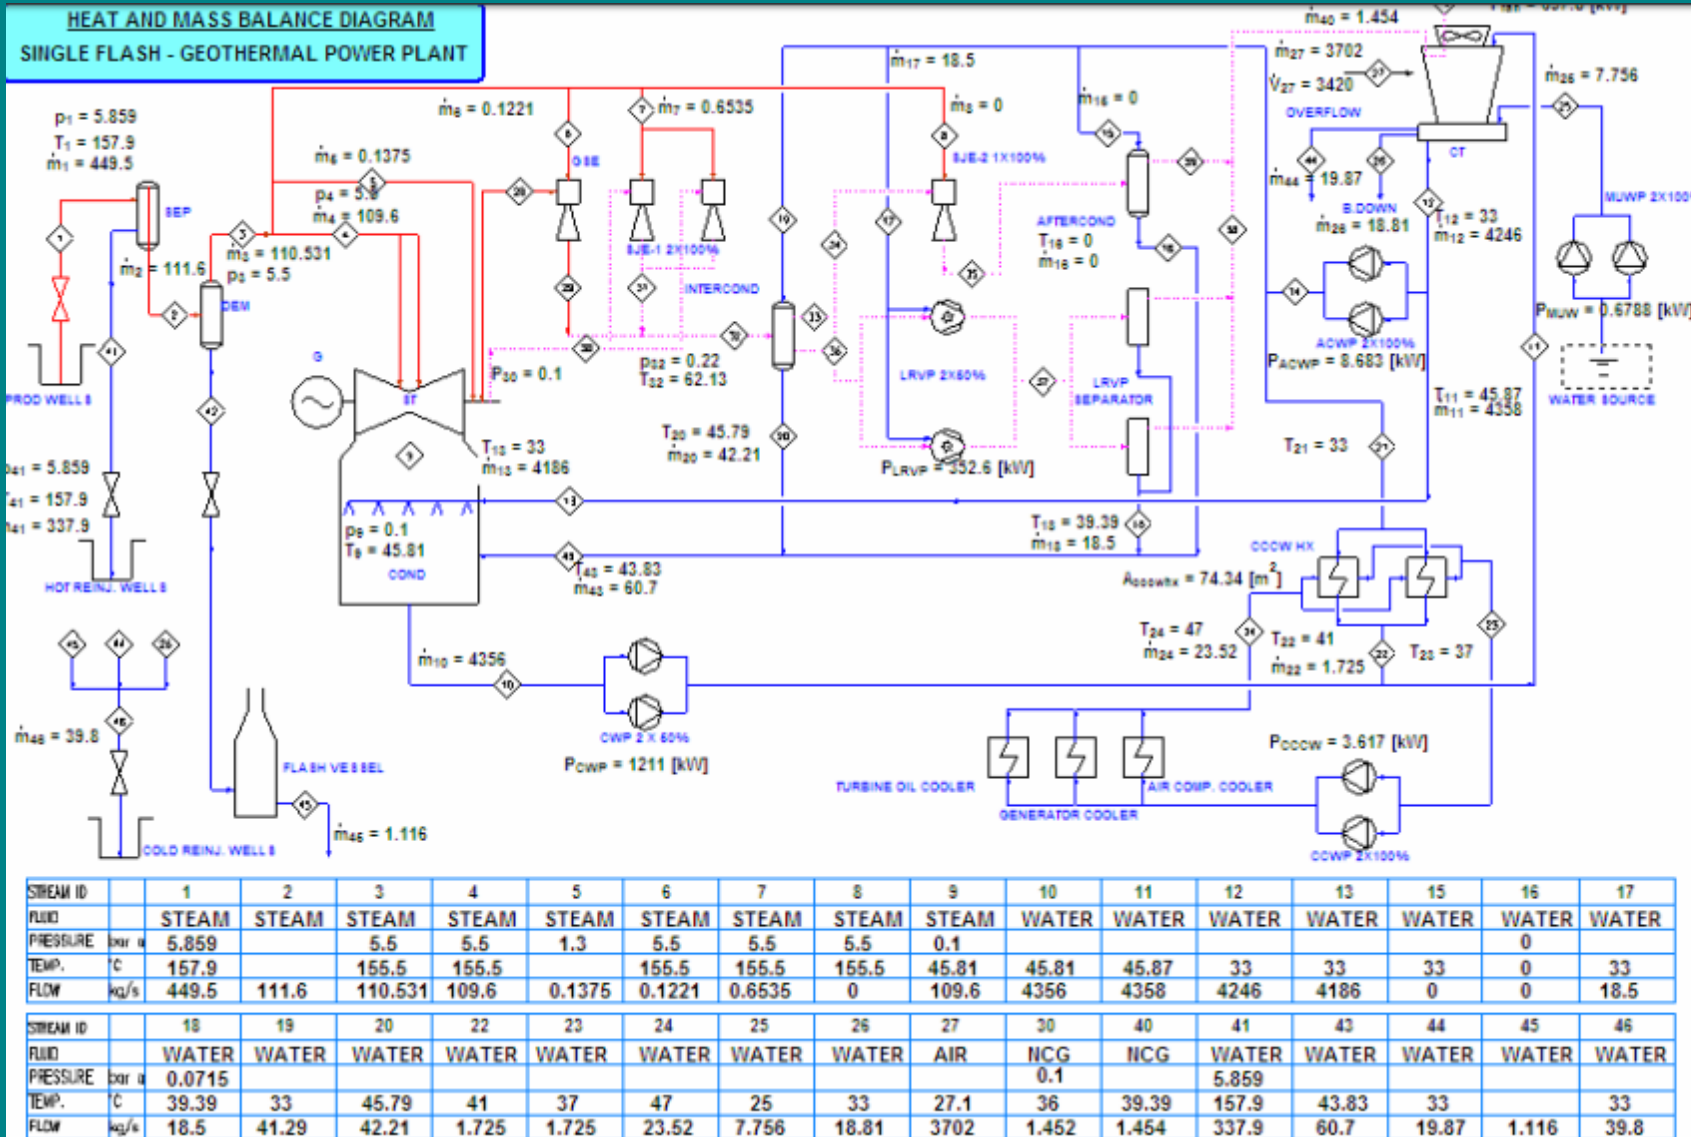 HEAT AND MASS BALANCE DIAGRAM
SINGLE FLASH - GEOTHERMAL POWER PLANT
p1 = 5.859
T1 = 157.9
ṁ1 = 449.5
SEP
ṁ2 = 111.6
ṁ3 = 110.531
p3 = 5.5
DEM
ṁ5 = 0.1375
ṁ4 = 109.6
ṁ6 = 0.1221
ṁ7 = 0.6535
ṁ8 = 0
ṁ17 = 18.5
ṁ16 = 0
ṁ40 = 1.454
ṁ27 = 3702
V̇27 = 3420
OVERFLOW
ṁ26 = 7.756
CT
GSE
SJE-1 2X100%
SJE-2 1X100%
INTERCOND
AFTERCOND
T16 = 0
ṁ16 = 0
ṁ44 = 19.87
B.DOWN
ṁ26 = 18.81
T12 = 33
ṁ12 = 4246
MUWP 2X100%
PMUW = 0.6788 [kW]
WATER SOURCE
ACWP 2X100%
PACWP = 8.683 [kW]
T11 = 45.87
ṁ11 = 4358
G
ST
P30 = 0.1
p32 = 0.22
T32 = 62.13
LRVP 2X50%
LRVP
SEPARATOR
PLRVP = 352.6 [kW]
PROD WELLS
p41 = 5.859
T41 = 157.9
ṁ41 = 337.9
HOT REINJ. WELLS
T13 = 33
ṁ13 = 4186
T20 = 45.79
ṁ20 = 42.21
T21 = 33
p9 = 0.1
T9 = 45.81
COND
T43 = 43.83
ṁ43 = 60.7
T18 = 39.39
ṁ18 = 18.5
CCCW HX
Acccwhx = 74.34 [m²]
T24 = 47
ṁ24 = 23.52
T22 = 41
ṁ22 = 1.725
T23 = 37
ṁ10 = 4356
CWP 2 X 50%
PCWP = 1211 [kW]
ṁ46 = 39.8
COLD REINJ. WELLS
FLASH VESSEL
ṁ45 = 1.116
TURBINE OIL COOLER
GENERATOR COOLER
AIR COMP. COOLER
PCCCW = 3.617 [kW]
CCWP 2X100%
STREAM ID 1 2 3 4 5 6 7 8 9 10 11 12 13 15 16 17
FLUID STEAM STEAM STEAM STEAM STEAM STEAM STEAM STEAM STEAM WATER WATER WATER WATER WATER WATER WATER
PRESSURE bar a 5.859 5.5 5.5 1.3 5.5 5.5 5.5 0.1 0
TEMP. °C 157.9 155.5 155.5 155.5 155.5 155.5 45.81 45.81 45.87 33 33 33 0 33
FLOW kg/s 449.5 111.6 110.531 109.6 0.1375 0.1221 0.6535 0 109.6 4356 4358 4246 4186 0 0 18.5
STREAM ID 18 19 20 22 23 24 25 26 27 30 40 41 43 44 45 46
FLUID WATER WATER WATER WATER WATER WATER WATER WATER AIR NCG NCG WATER WATER WATER WATER WATER
PRESSURE bar a 0.0715 0.1 5.859
TEMP. °C 39.39 33 45.79 41 37 47 25 33 27.1 36 39.39 157.9 43.83 33 33
FLOW kg/s 18.5 41.29 42.21 1.725 1.725 23.52 7.756 18.81 3702 1.452 1.454 337.9 60.7 19.87 1.116 39.8